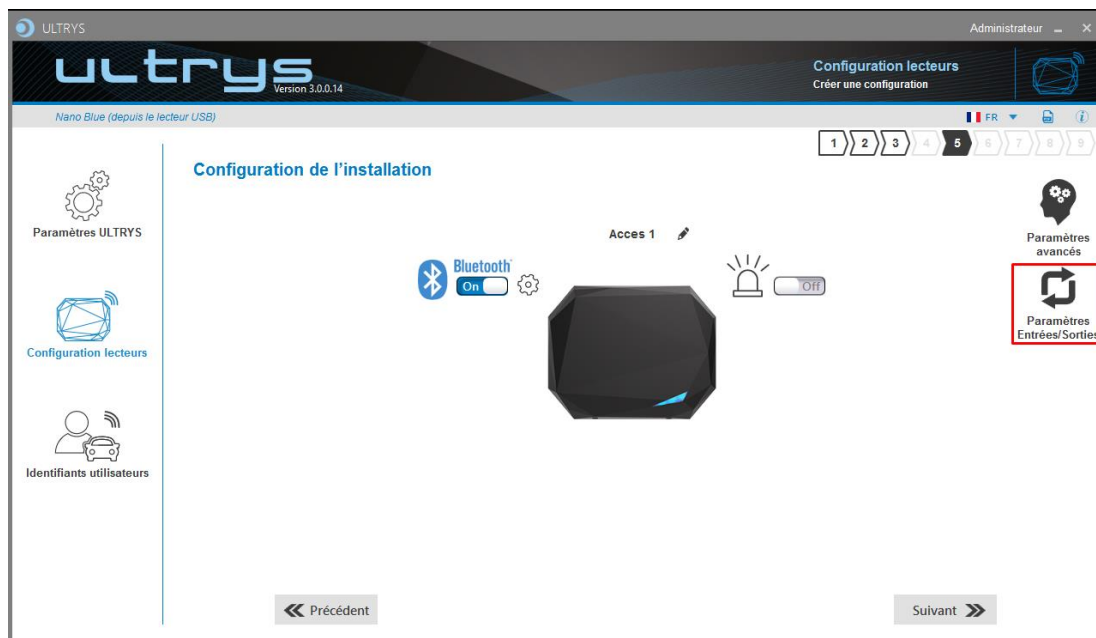 ULTRYS
Administrateur
ultrys
Version 3.0.0.14
Configuration lecteurs
Créer une configuration
Nano Blue (depuis le lecteur USB)
FR
1 2 3 4 5 6 7 8 9
Configuration de l'installation
Paramètres ULTRYS
Configuration lecteurs
Identifiants utilisateurs
Acces 1
Bluetooth
On
Off
Paramètres
avancés
Paramètres
Entrées/Sorties
Précédent
Suivant